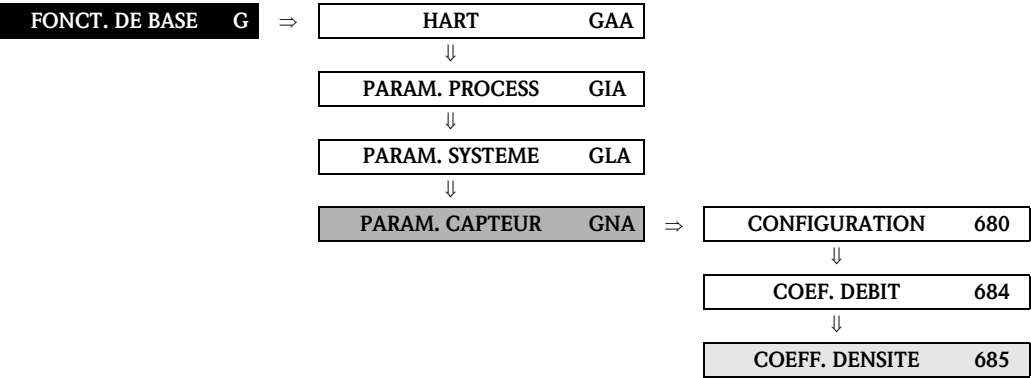 FONCT. DE BASE G ⇒ HART GAA
⇓
PARAM. PROCESS GIA
⇓
PARAM. SYSTEME GLA
⇓
PARAM. CAPTEUR GNA ⇒ CONFIGURATION 680
⇓
COEF. DEBIT 684
⇓
COEFF. DENSITE 685